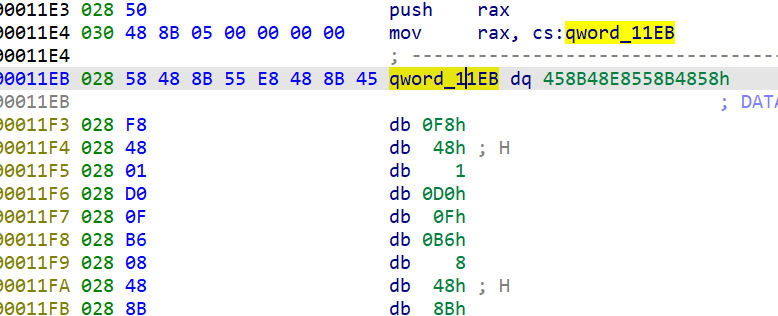 00011E3 028 50 push rax
00011E4 030 48 8B 05 00 00 00 00 mov rax, cs:qword_11EB
00011E4 ; ---------------------------------------
00011EB 028 58 48 8B 55 E8 48 8B 45 qword_11EB dq 458B48E8558B4858h
00011EB ; DATA
00011F3 028 F8 db 0F8h
00011F4 028 48 db 48h ; H
00011F5 028 01 db 1
00011F6 028 D0 db 0D0h
00011F7 028 0F db 0Fh
00011F8 028 B6 db 0B6h
00011F9 028 08 db 8
00011FA 028 48 db 48h ; H
00011FB 028 8B db 8Bh